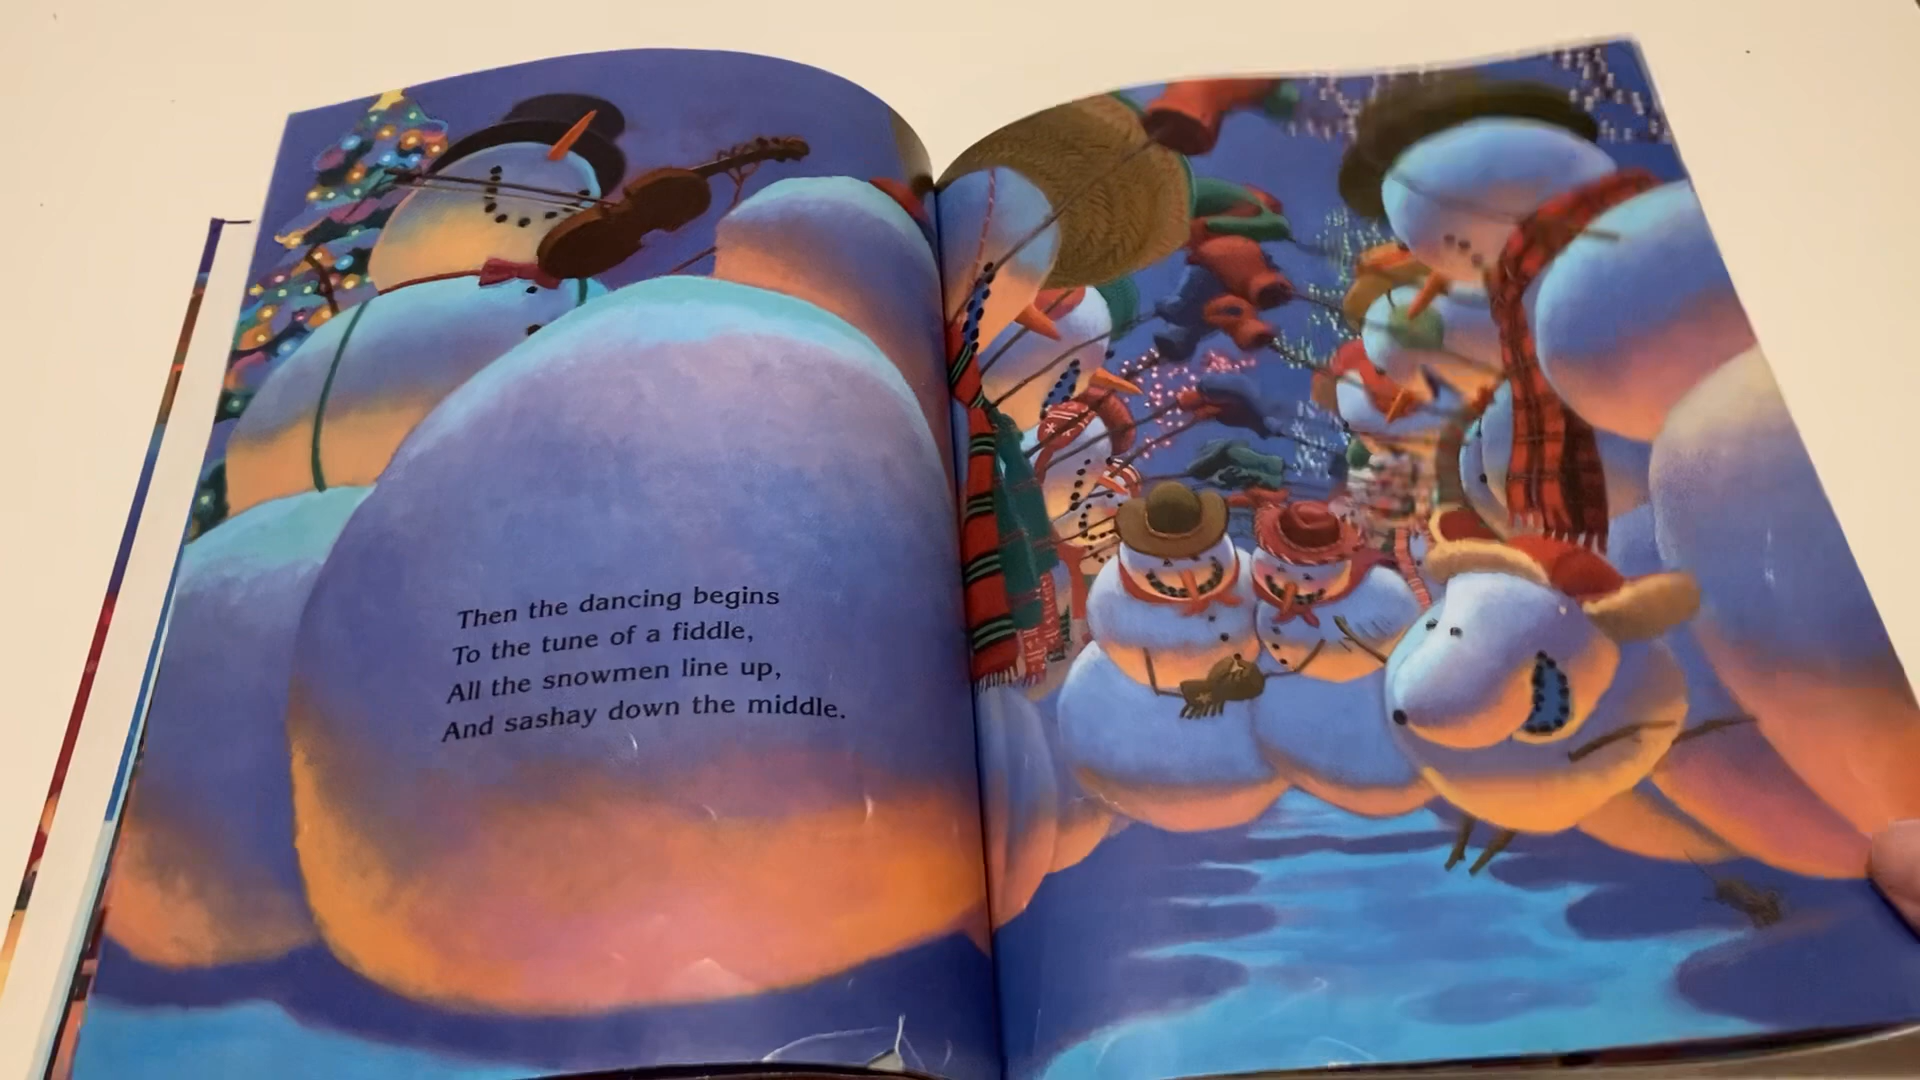 Then the dancing begins
To the tune of a fiddle,
All the snowmen line up,
And sashay down the middle.